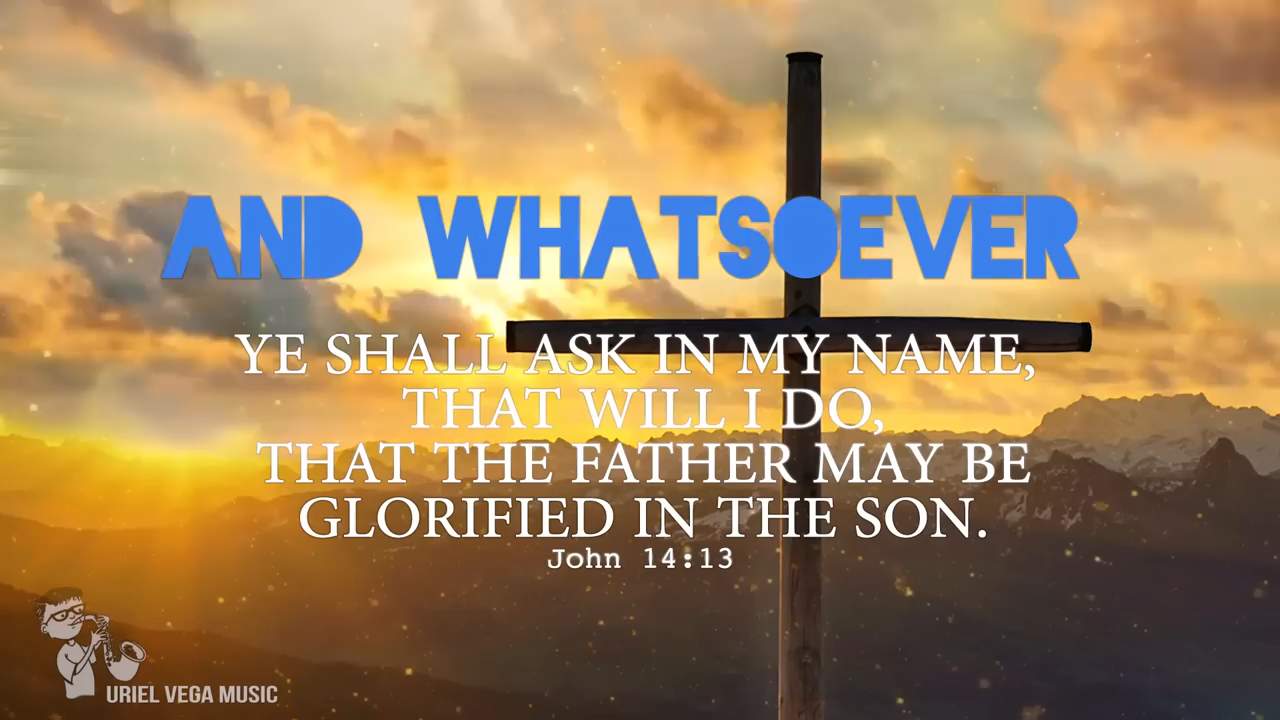 AND WHATSOEVER
YE SHALL ASK IN MY NAME,
THAT WILL I DO,
THAT THE FATHER MAY BE
GLORIFIED IN THE SON.
John 14:13
URIEL VEGA MUSIC